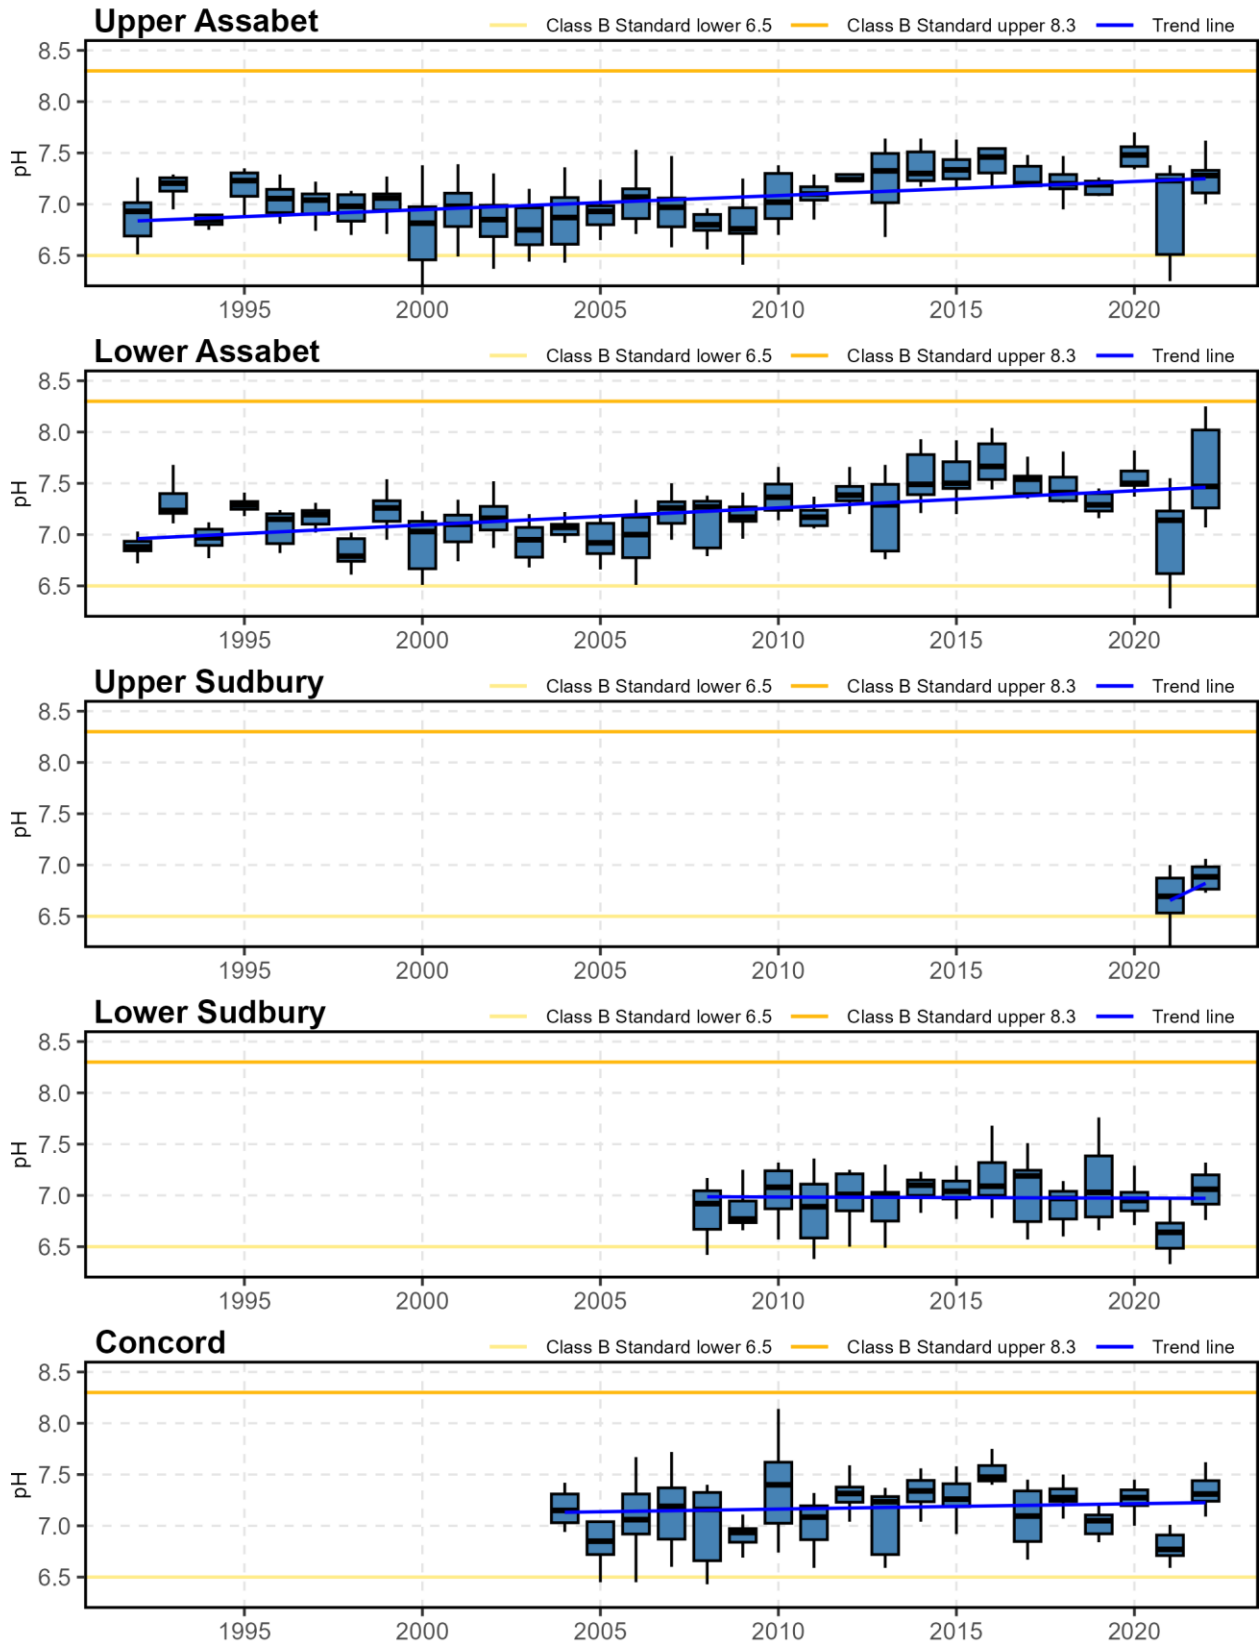 Upper Assabet
Class B Standard lower 6.5 Class B Standard upper 8.3 Trend line
8.5
8.0
7.5
7.0
6.5
pH
1995 2000 2005 2010 2015 2020
Lower Assabet
Class B Standard lower 6.5 Class B Standard upper 8.3 Trend line
8.5
8.0
7.5
7.0
6.5
pH
1995 2000 2005 2010 2015 2020
Upper Sudbury
Class B Standard lower 6.5 Class B Standard upper 8.3 Trend line
8.5
8.0
7.5
7.0
6.5
pH
1995 2000 2005 2010 2015 2020
Lower Sudbury
Class B Standard lower 6.5 Class B Standard upper 8.3 Trend line
8.5
8.0
7.5
7.0
6.5
pH
1995 2000 2005 2010 2015 2020
Concord
Class B Standard lower 6.5 Class B Standard upper 8.3 Trend line
8.5
8.0
7.5
7.0
6.5
pH
1995 2000 2005 2010 2015 2020